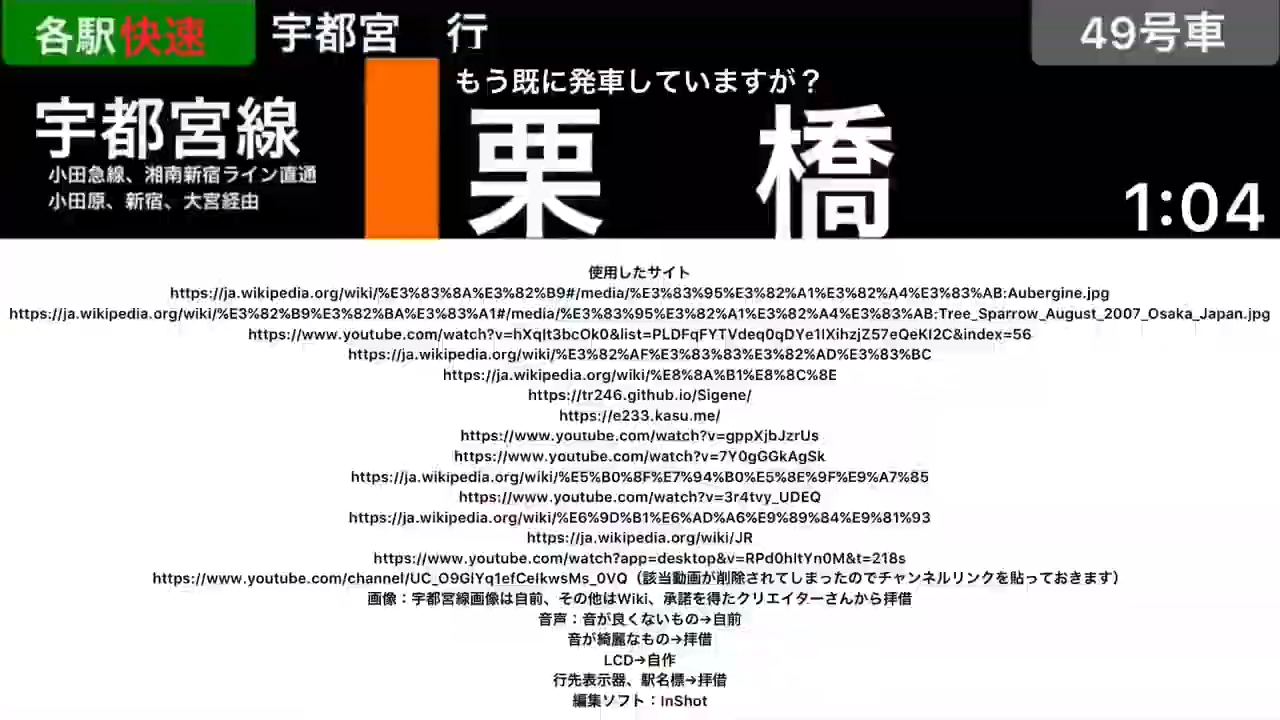 各駅快速 宇都宮 行 49号車
もう既に発車していますが？
宇都宮線
栗 橋
小田急線、湘南新宿ライン直通
小田原、新宿、大宮経由
1:04
使用したサイト
https://ja.wikipedia.org/wiki/%E3%83%8A%E3%82%B9#/media/%E3%83%95%E3%82%A1%E3%82%A4%E3%83%AB:Aubergine.jpg
https://ja.wikipedia.org/wiki/%E3%82%B9%E3%82%BA%E3%83%A1#/media/%E3%83%95%E3%82%A1%E3%82%A4%E3%83%AB:Tree_Sparrow_August_2007_Osaka_Japan.jpg
https://www.youtube.com/watch?v=hXqIt3bcOk0&list=PLDFqFYTVdeq0qDYe1IXihzjZ57eQeKI2C&index=56
https://ja.wikipedia.org/wiki/%E3%82%AF%E3%83%83%E3%82%AD%E3%83%BC
https://ja.wikipedia.org/wiki/%E8%8A%B1%E8%8C%8E
https://tr246.github.io/Sigene/
https://e233.kasu.me/
https://www.youtube.com/watch?v=gppXjbJzrUs
https://www.youtube.com/watch?v=7Y0gGGkAgSk
https://ja.wikipedia.org/wiki/%E5%B0%8F%E7%94%B0%E5%8E%9F%E9%A7%85
https://www.youtube.com/watch?v=3r4tvy_UDEQ
https://ja.wikipedia.org/wiki/%E6%9D%B1%E6%AD%A6%E9%89%84%E9%81%93
https://ja.wikipedia.org/wiki/JR
https://www.youtube.com/watch?app=desktop&v=RPd0hItYn0M&t=218s
https://www.youtube.com/channel/UC_O9GiYq1efCeIkwsMs_0VQ（該当動画が削除されてしまったのでチャンネルリンクを貼っておきます）
画像：宇都宮線画像は自前、その他はWiki、承諾を得たクリエイターさんから拝借
音声：音が良くないもの→自前
音が綺麗なもの→拝借
LCD→自作
行先表示器、駅名標→拝借
編集ソフト：InShot